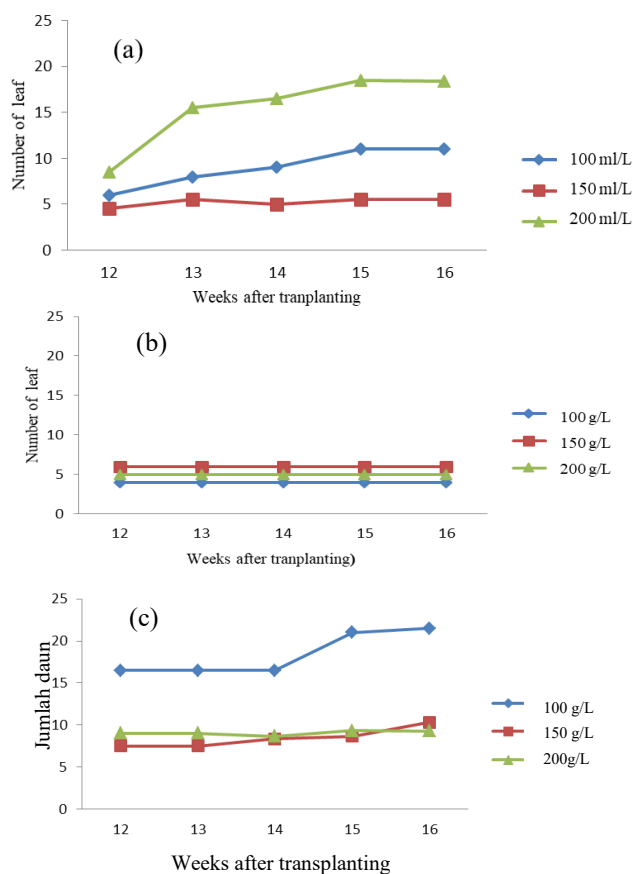 (a)
Number of leaf
25
20
15
10
5
0
12 13 14 15 16
Weeks after tranplanting
100 ml/L
150 ml/L
200 ml/L
(b)
Number of leaf
25
20
15
10
5
0
12 13 14 15 16
Weeks after tranplanting)
100 g/L
150 g/L
200 g/L
(c)
Jumlah daun
25
20
15
10
5
0
12 13 14 15 16
Weeks after transplanting
100 g/L
150 g/L
200g/L